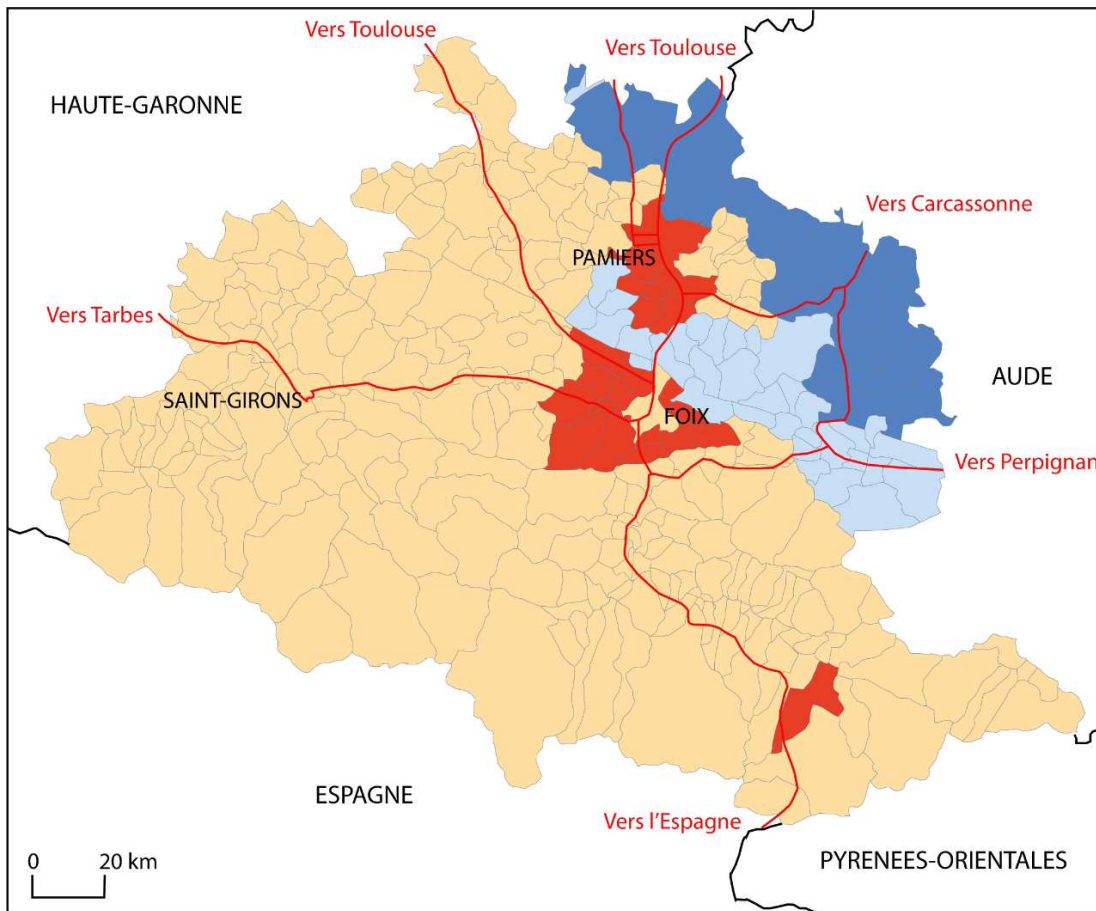 Vers Toulouse
Vers Toulouse
HAUTE-GARONNE
Vers Carcassonne
PAMIERS
Vers Tarbes
AUDE
SAINT-GIRONS
FOIX
Vers Perpignan
ESPAGNE
Vers l'Espagne
0 20 km
PYRENEES-ORIENTALES